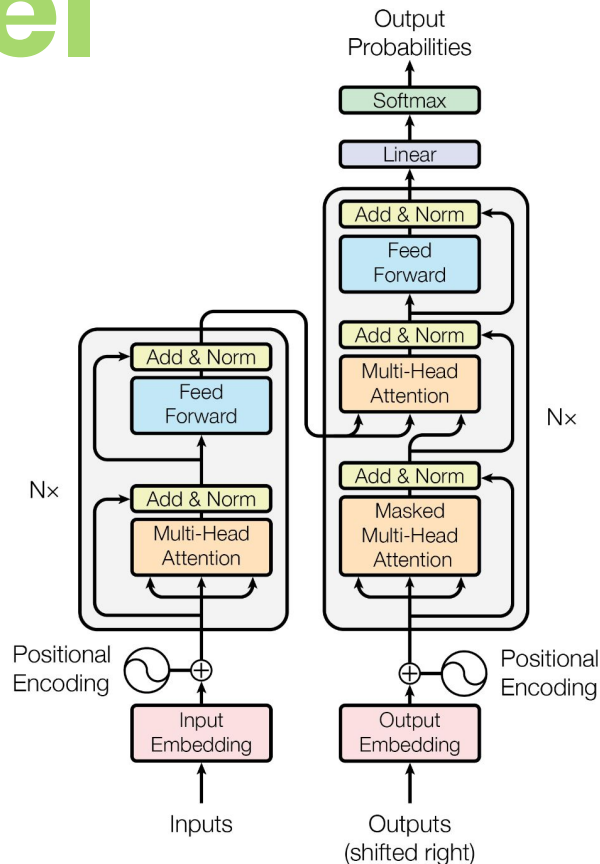 el
Output
Probabilities
Softmax
Linear
Add & Norm
Feed
Forward
Add & Norm
Multi-Head
Attention
Add & Norm
Masked
Multi-Head
Attention
Nx
Positional
Encoding
Output
Embedding
Outputs
(shifted right)
Add & Norm
Feed
Forward
Add & Norm
Multi-Head
Attention
N×
Positional
Encoding
Input
Embedding
Inputs